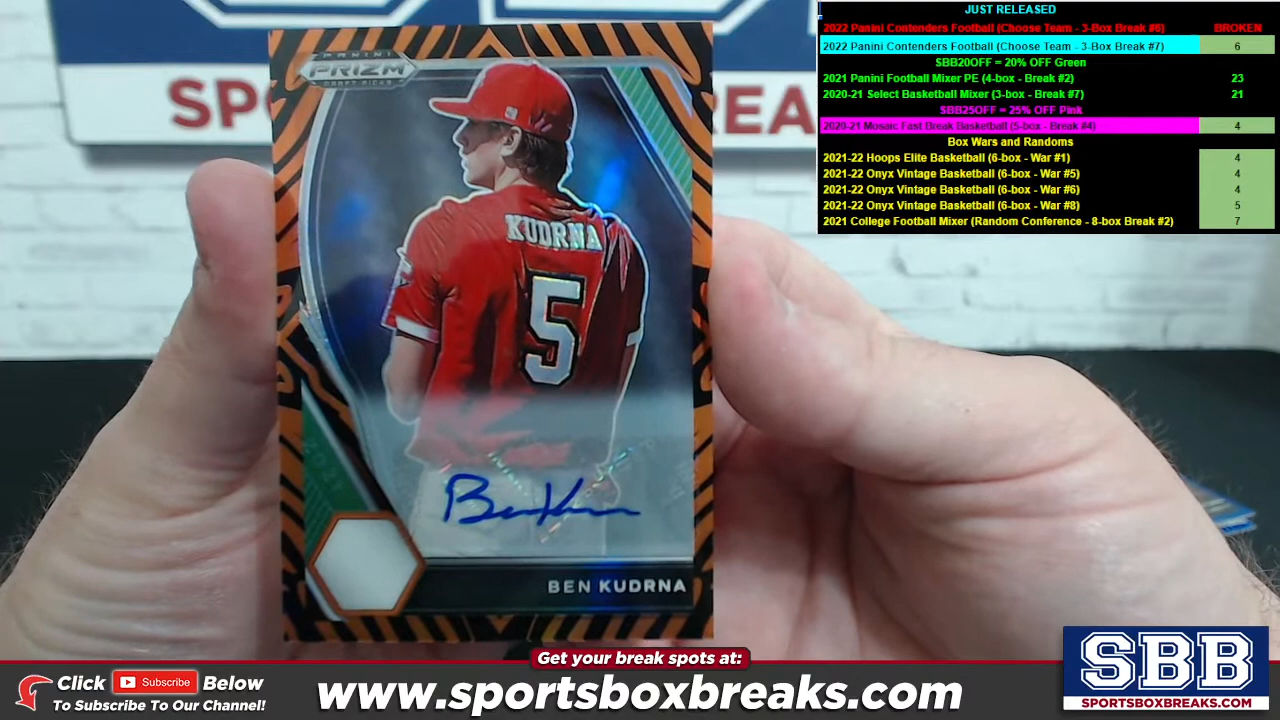 JUST RELEASED
2022 Panini Contenders Football (Choose Team - 3-Box Break #6) BROKEN
2022 Panini Contenders Football (Choose Team - 3-Box Break #7) 6
SBB20OFF = 20% OFF Green
2021 Panini Football Mixer PE (4-box - Break #2) 23
2020-21 Select Basketball Mixer (3-box - Break #7) 21
SBB25OFF = 25% OFF Pink
2020-21 Mosaic Fast Break Basketball (5-box - Break #4) 4
Box Wars and Randoms
2021-22 Hoops Elite Basketball (6-box - War #1) 4
2021-22 Onyx Vintage Basketball (6-box - War #5) 4
2021-22 Onyx Vintage Basketball (6-box - War #6) 4
2021-22 Onyx Vintage Basketball (6-box - War #8) 5
2021 College Football Mixer (Random Conference - 8-box Break #2) 7
PANINI
PRIZM
DRAFT PICKS
SP
EA
KUDRNA
5
BEN KUDRNA
Get your break spots at:
Click Subscribe Below
To Subscribe To Our Channel!
www.sportsboxbreaks.com
SBB
SPORTSBOXBREAKS.COM